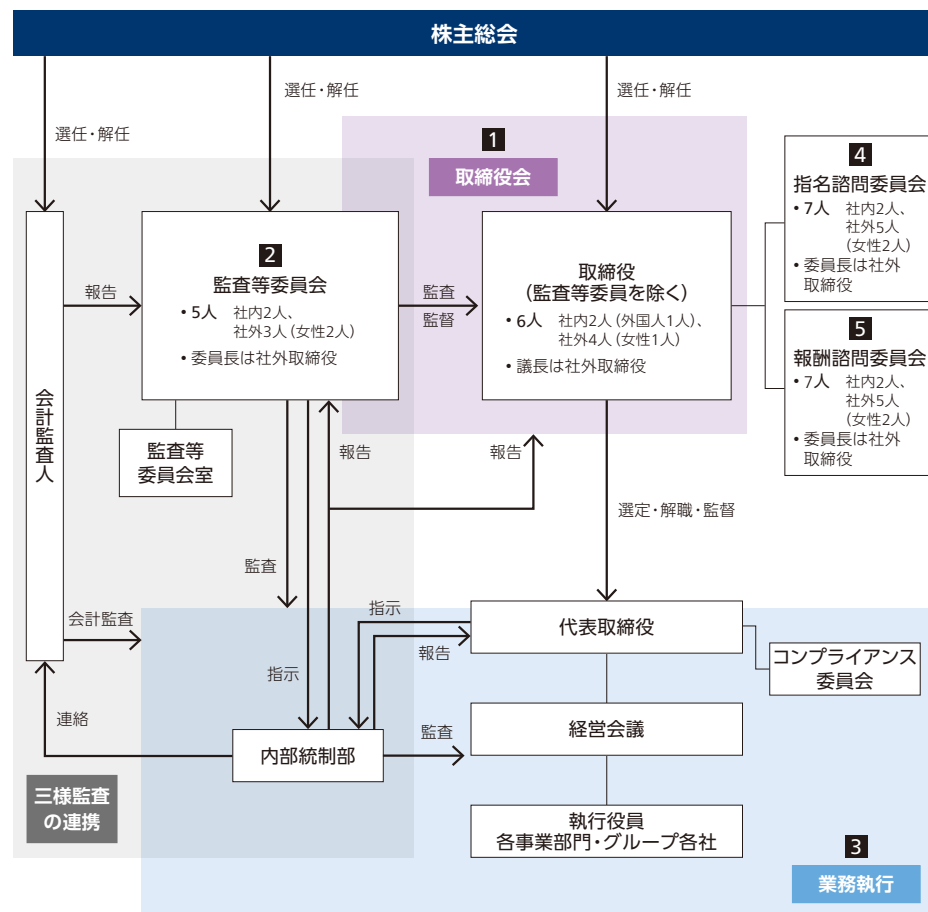 株主総会
選任・解任
選任・解任
選任・解任
1
取締役会
4
指名諮問委員会
• 7人 社内2人、
社外5人
(女性2人)
• 委員長は社外
取締役
2
監査等委員会
• 5人 社内2人、
社外3人(女性2人)
• 委員長は社外取締役
報告
監査
監督
取締役
(監査等委員を除く)
• 6人 社内2人(外国人1人)、
社外4人(女性1人)
• 議長は社外取締役
5
報酬諮問委員会
• 7人 社内2人、
社外5人
(女性2人)
• 委員長は社外
取締役
会計監査人
監査等
委員会室
報告
報告
選定・解職・監督
監査
会計監査
指示
代表取締役
報告
コンプライアンス
委員会
指示
連絡
内部統制部
監査
経営会議
三様監査
の連携
執行役員
各事業部門・グループ各社
3
業務執行